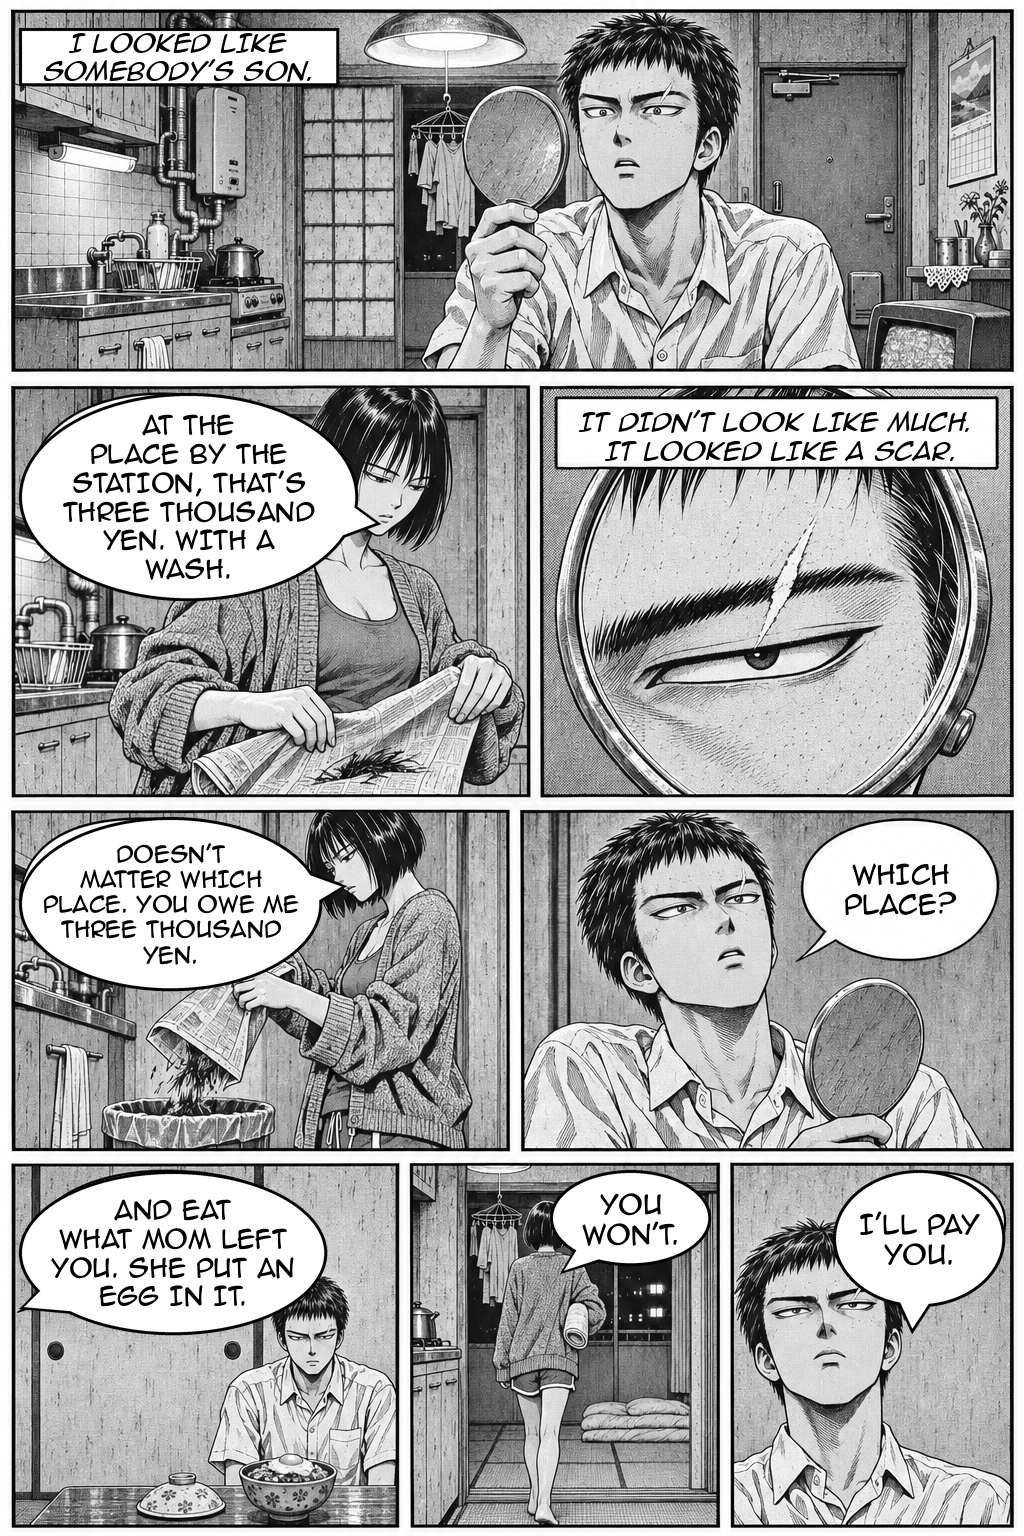 I LOOKED LIKE
SOMEBODY'S SON.
IT DIDN'T LOOK LIKE MUCH.
IT LOOKED LIKE A SCAR.
AT THE
PLACE BY THE
STATION, THAT'S
THREE THOUSAND
YEN. WITH A
WASH.
WHICH
PLACE?
DOESN'T
MATTER WHICH
PLACE. YOU OWE ME
THREE THOUSAND
YEN.
I'LL PAY
YOU.
YOU
WON'T.
AND EAT
WHAT MOM LEFT
YOU. SHE PUT AN
EGG IN IT.